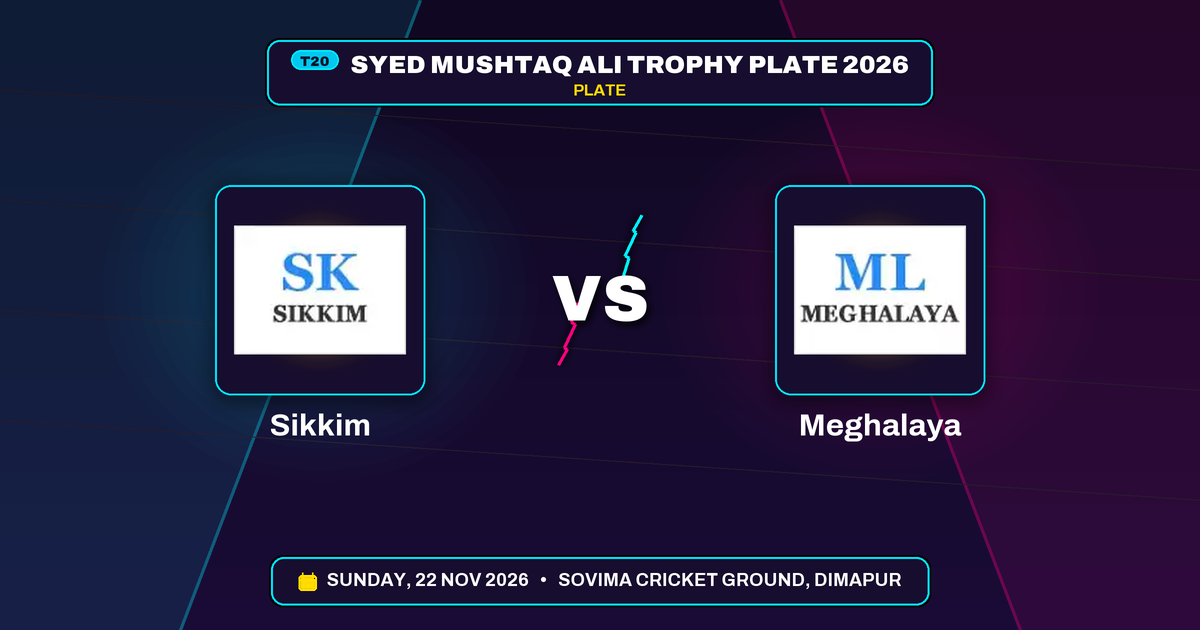 T20 SYED MUSHTAQ ALI TROPHY PLATE 2026
PLATE
SK
SIKKIM
VS
ML
MEGHALAYA
Sikkim
Meghalaya
SUNDAY, 22 NOV 2026 • SOVIMA CRICKET GROUND, DIMAPUR